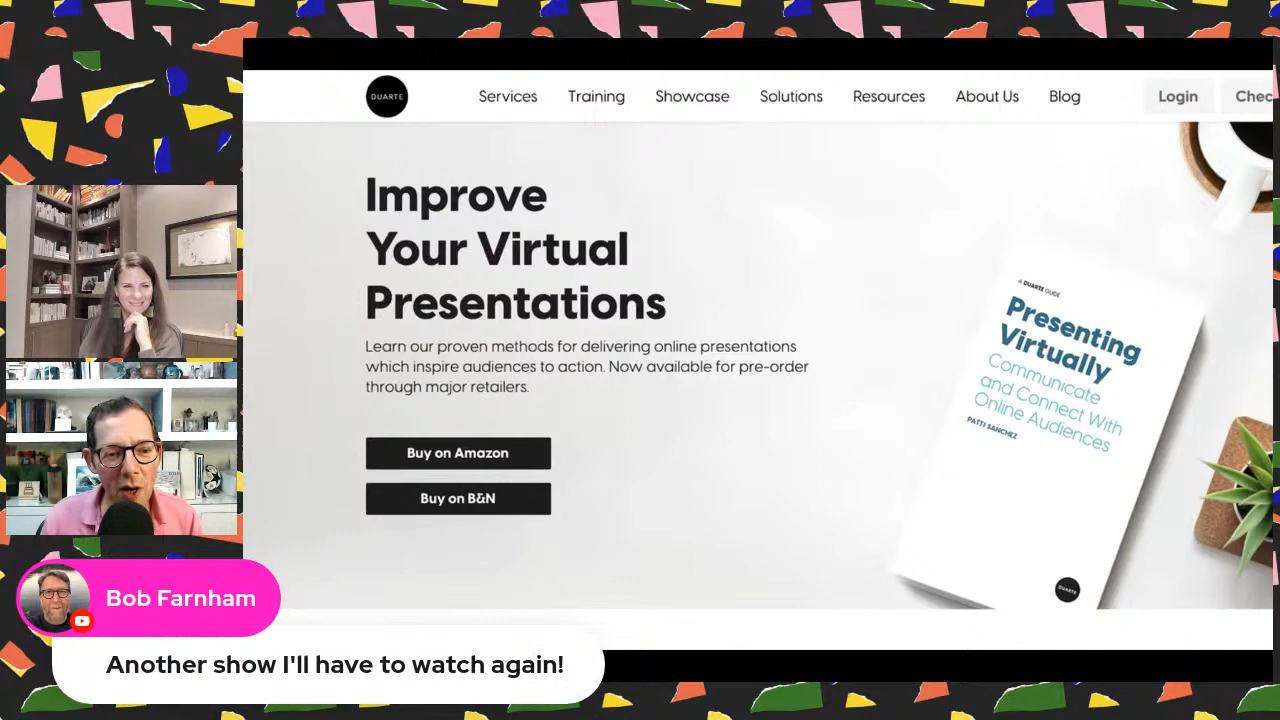 DUARTE
Services Training Showcase Solutions Resources About Us Blog Login Chec
Improve
Your Virtual
Presentations
Learn our proven methods for delivering online presentations
which inspire audiences to action. Now available for pre-order
through major retailers.
Buy on Amazon
Buy on B&N
A DUARTE GUIDE
Presenting
Virtually
Communicate
and Connect With
Online Audiences
PATTI SANCHEZ
DUARTE
Bob Farnham
Another show I'll have to watch again!